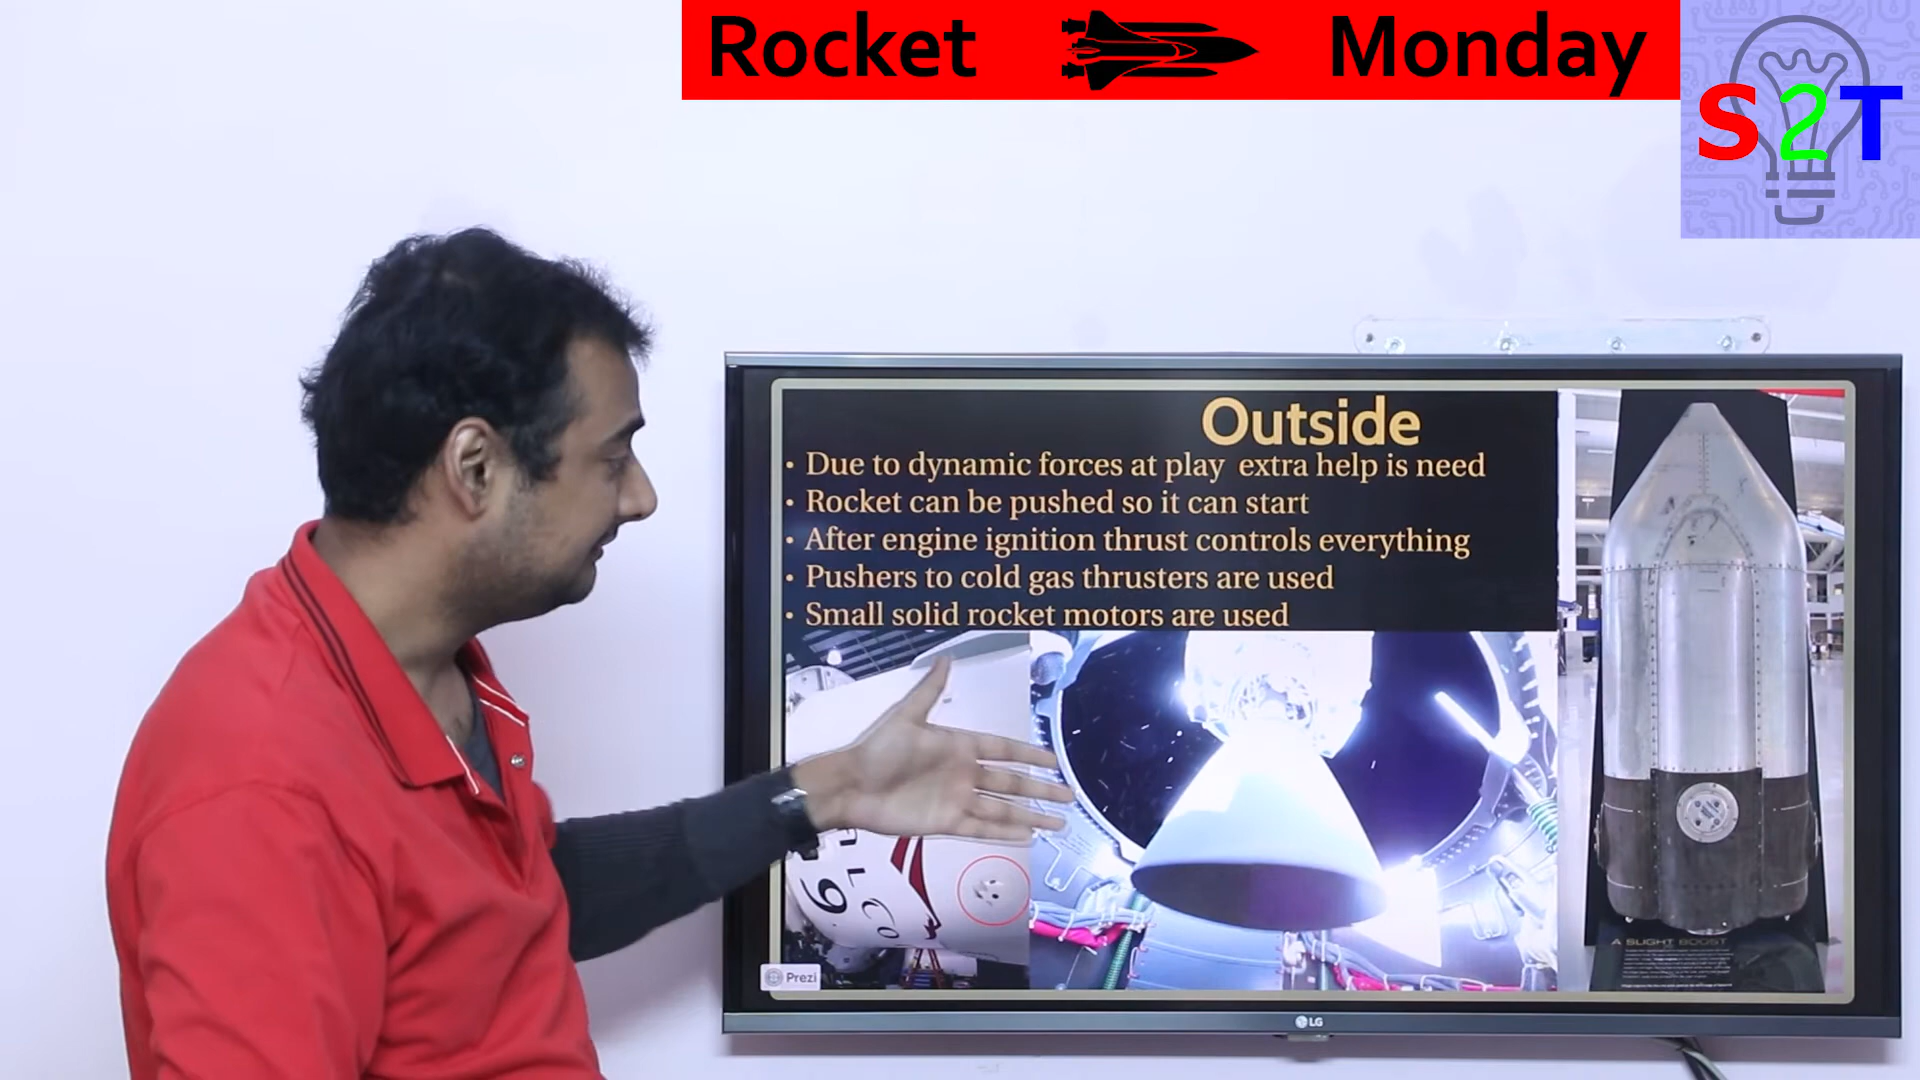 Rocket Monday
S2T
Outside
• Due to dynamic forces at play extra help is need
• Rocket can be pushed so it can start
• After engine ignition thrust controls everything
• Pushers to cold gas thrusters are used
• Small solid rocket motors are used
LCO
9
A SLIGHT BOOST
Prezi
LG